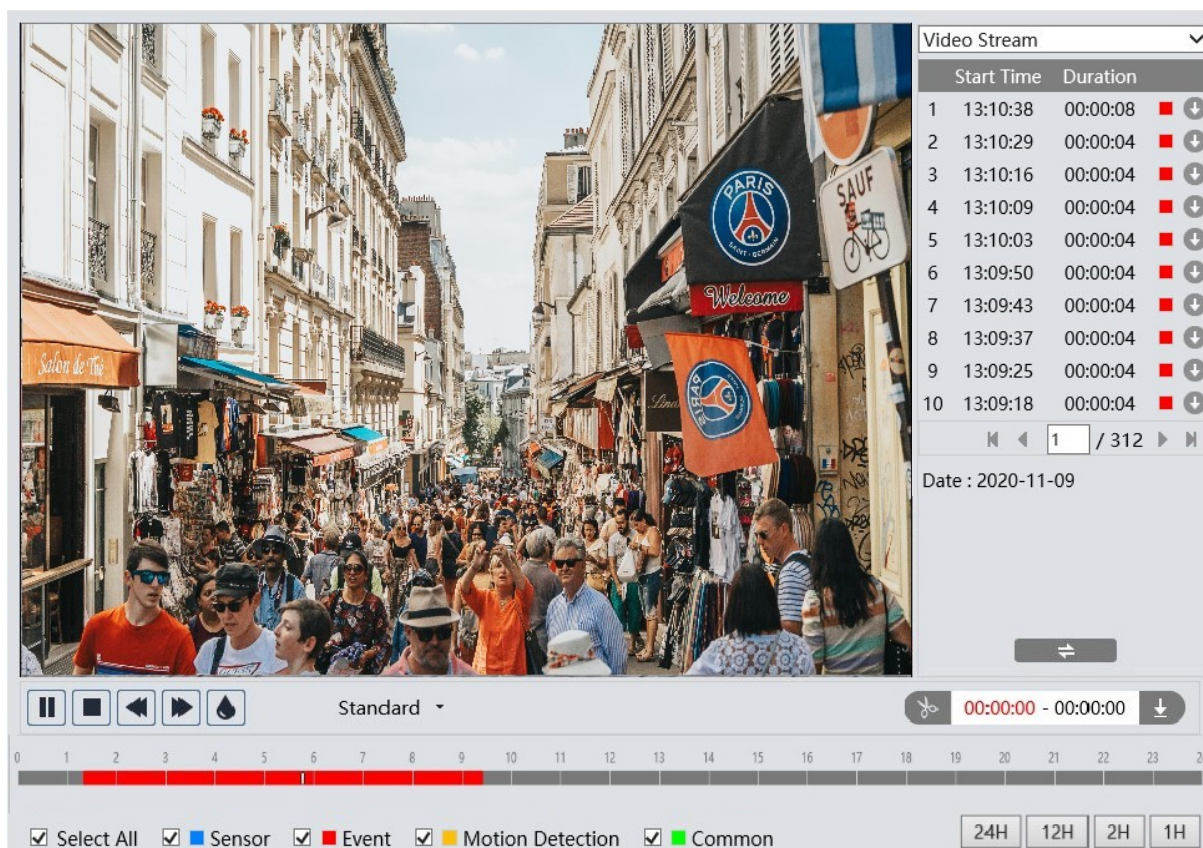 Video Stream
Start Time Duration
1 13:10:38 00:00:08
2 13:10:29 00:00:04
3 13:10:16 00:00:04
4 13:10:09 00:00:04
5 13:10:03 00:00:04
6 13:09:50 00:00:04
7 13:09:43 00:00:04
8 13:09:37 00:00:04
9 13:09:25 00:00:04
10 13:09:18 00:00:04
1 / 312
Date : 2020-11-09
PARIS
SAINT-GERMAIN
SAUF
Welcome
Salon de Thé
PARIS
GUESS
Standard
00:00:00 - 00:00:00
0 1 2 3 4 5 6 7 8 9 10 11 12 13 14 15 16 17 18 19 20 21 22 23
Select All Sensor Event Motion Detection Common
24H 12H 2H 1H